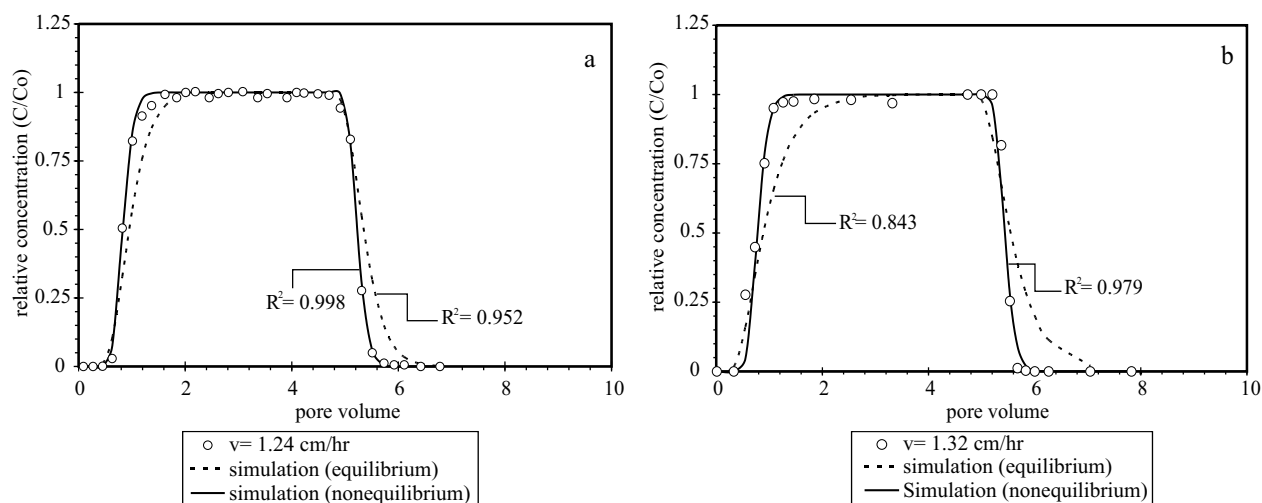 1.25
a
1
0.75
0.5
0.25
0
relative concentration (C/Co)
R²= 0.998
R²= 0.952
0 2 4 6 8 10
pore volume
v= 1.24 cm/hr
simulation (equilibrium)
simulation (nonequilibrium)
1.25
b
1
0.75
0.5
0.25
0
relative concentration (C/Co)
R²= 0.843
R²= 0.979
0 2 4 6 8 10
pore volume
v= 1.32 cm/hr
simulation (equilibrium)
Simulation (nonequilibrium)